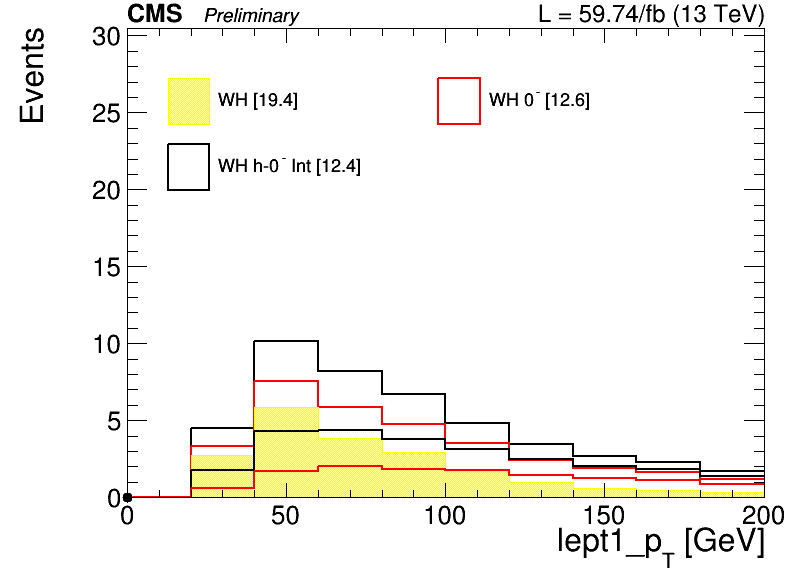 CMS Preliminary L = 59.74/fb (13 TeV)
Events
30
25
20
15
10
5
0
WH [19.4]
WH 0⁻ [12.6]
WH h-0⁻ Int [12.4]
0 50 100 150 200
lept1_p_T [GeV]